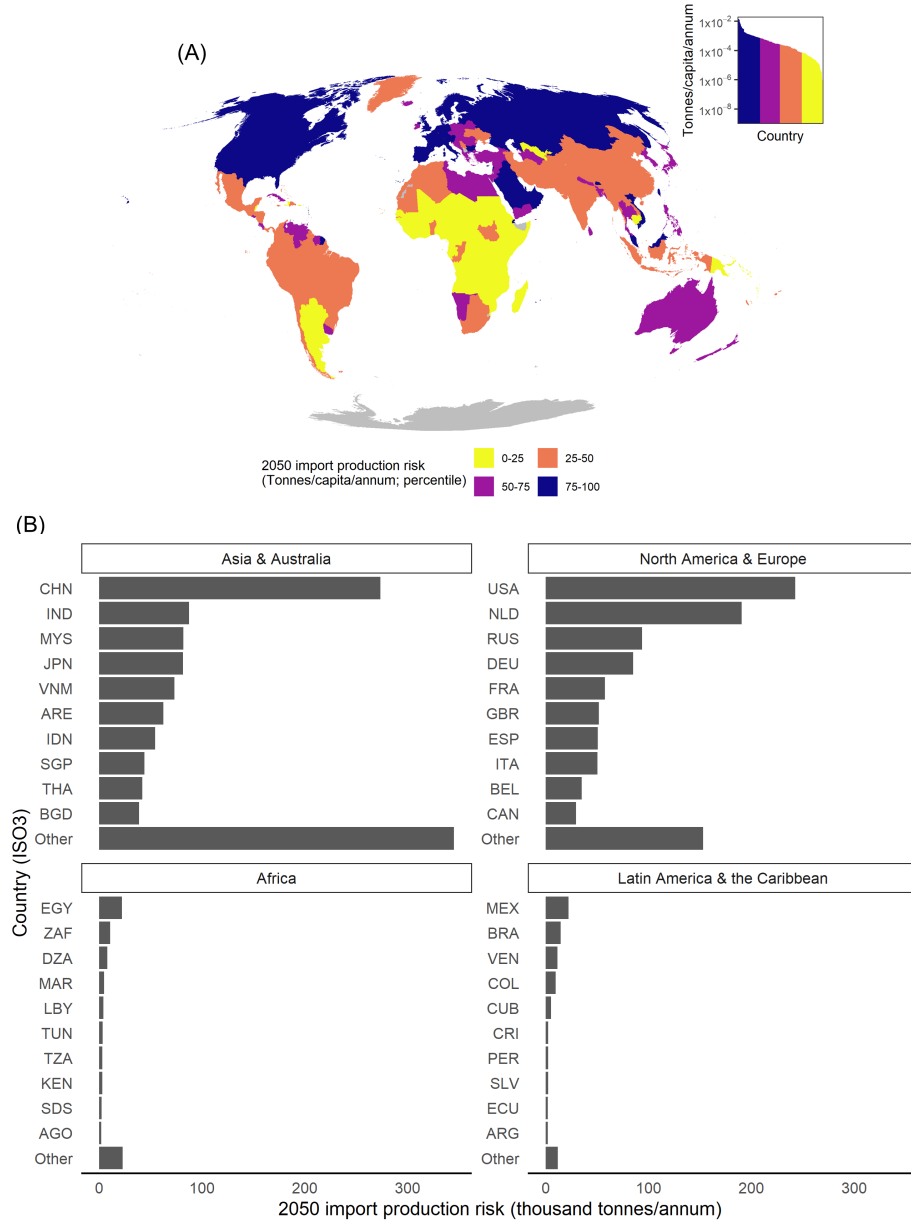 (A)
Tonnes/capita/annum
1x10⁻²
1x10⁻⁴
1x10⁻⁶
1x10⁻⁸
Country
2050 import production risk
(Tonnes/capita/annum; percentile)
0-25
25-50
50-75
75-100
(B)
Country (ISO3)
Asia & Australia
CHN
IND
MYS
JPN
VNM
ARE
IDN
SGP
THA
BGD
Other
North America & Europe
USA
NLD
RUS
DEU
FRA
GBR
ESP
ITA
BEL
CAN
Other
Africa
EGY
ZAF
DZA
MAR
LBY
TUN
TZA
KEN
SDS
AGO
Other
0 100 200 300
Latin America & the Caribbean
MEX
BRA
VEN
COL
CUB
CRI
PER
SLV
ECU
ARG
Other
0 100 200 300
2050 import production risk (thousand tonnes/annum)